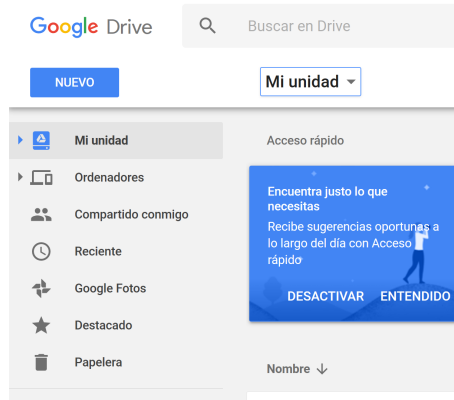 Google Drive
Buscar en Drive
NUEVO
Mi unidad
Mi unidad
Ordenadores
Compartido conmigo
Reciente
Google Fotos
Destacado
Papelera
Acceso rápido
Encuentra justo lo que
necesitas
Recibe sugerencias oportunas a
lo largo del día con Acceso
rápido
DESACTIVAR ENTENDIDO
Nombre